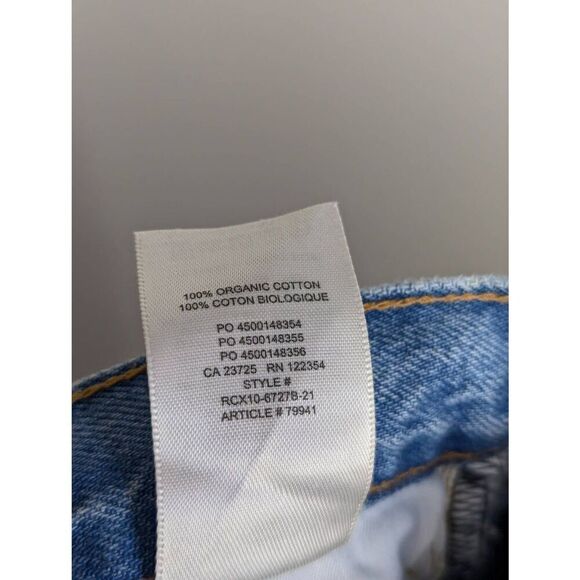 100% ORGANIC COTTON
100% COTON BIOLOGIQUE
PO 4500148354
PO 4500148355
PO 4500148356
CA 23725 RN 122354
STYLE #
RCX10-6727B-21
ARTICLE # 79941